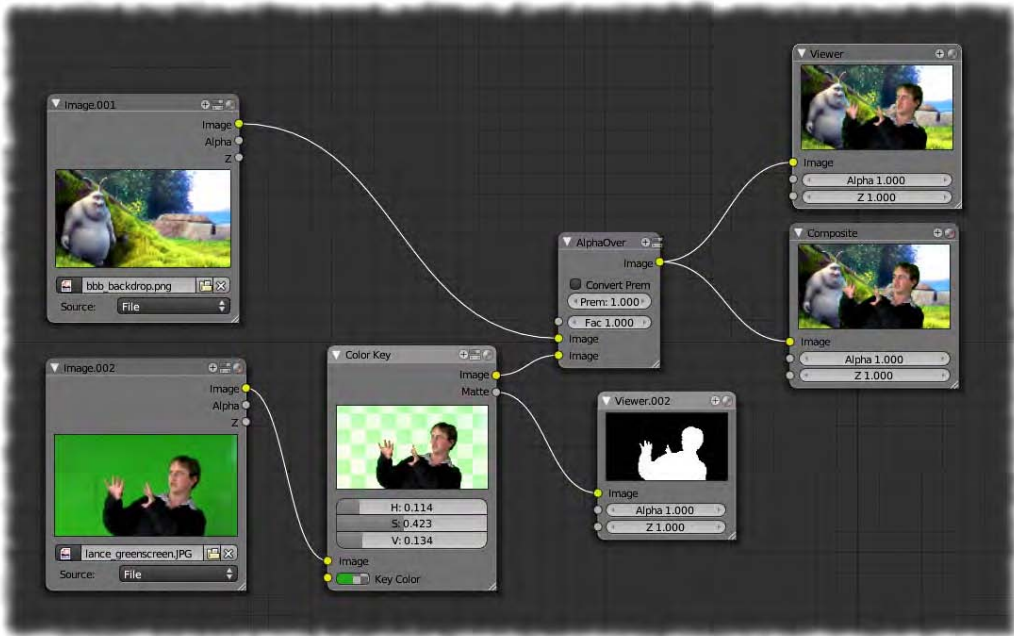 Image.001
Image
Alpha
Z
bbb_backdrop.png
Source: File
Image.002
Image
Alpha
Z
lance_greenscreen.JPG
Source: File
Color Key
Image
Matte
H: 0.114
S: 0.423
V: 0.134
Image
Key Color
AlphaOver
Image
Convert Prem
Prem: 1.000
Fac 1.000
Image
Image
Viewer.002
Image
Alpha 1.000
Z 1.000
Viewer
Image
Alpha 1.000
Z 1.000
Composite
Image
Alpha 1.000
Z 1.000